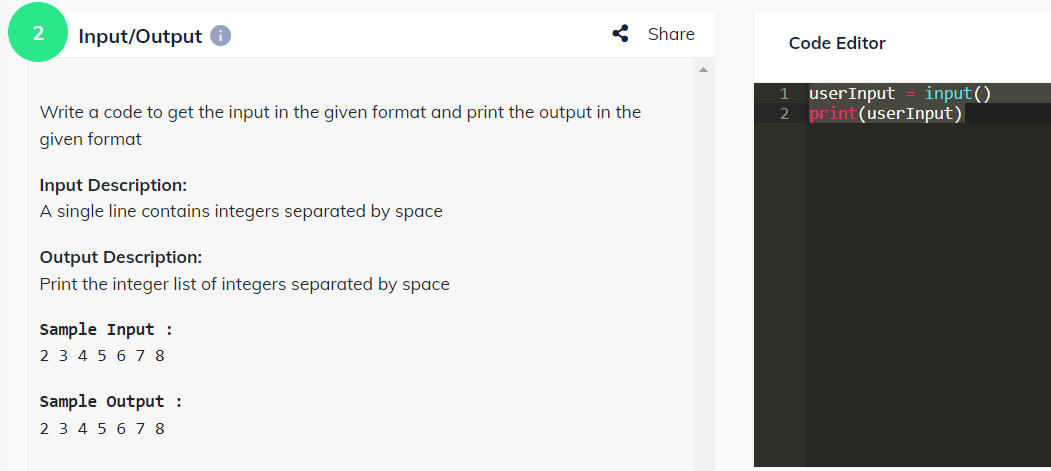 2
Input/Output i
Share
Write a code to get the input in the given format and print the output in the
given format
Input Description:
A single line contains integers separated by space
Output Description:
Print the integer list of integers separated by space
Sample Input :
2 3 4 5 6 7 8
Sample Output :
2 3 4 5 6 7 8
Code Editor
1 userInput = input()
2 print(userInput)